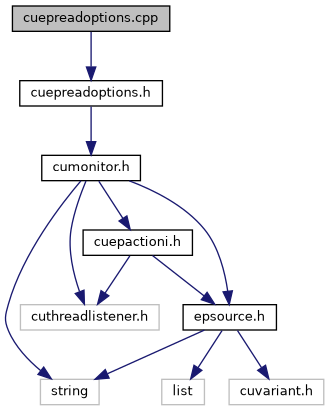 cuepreadoptions.cpp
cuepreadoptions.h
cumonitor.h
cuepactioni.h
cuthreadlistener.h
epsource.h
string
list
cuvariant.h